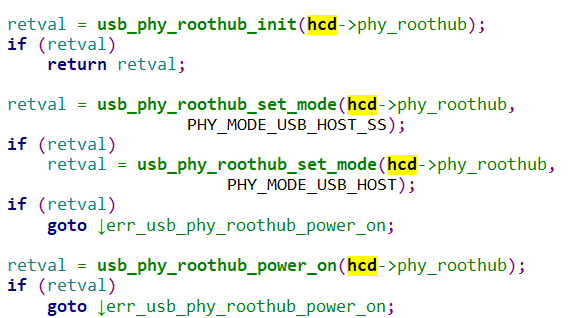 retval = usb_phy_roothub_init(hcd->phy_roothub);
if (retval)
    return retval;

retval = usb_phy_roothub_set_mode(hcd->phy_roothub,
                  PHY_MODE_USB_HOST_SS);
if (retval)
    retval = usb_phy_roothub_set_mode(hcd->phy_roothub,
                      PHY_MODE_USB_HOST);
if (retval)
    goto ↓err_usb_phy_roothub_power_on;

retval = usb_phy_roothub_power_on(hcd->phy_roothub);
if (retval)
    goto ↓err_usb_phy_roothub_power_on;